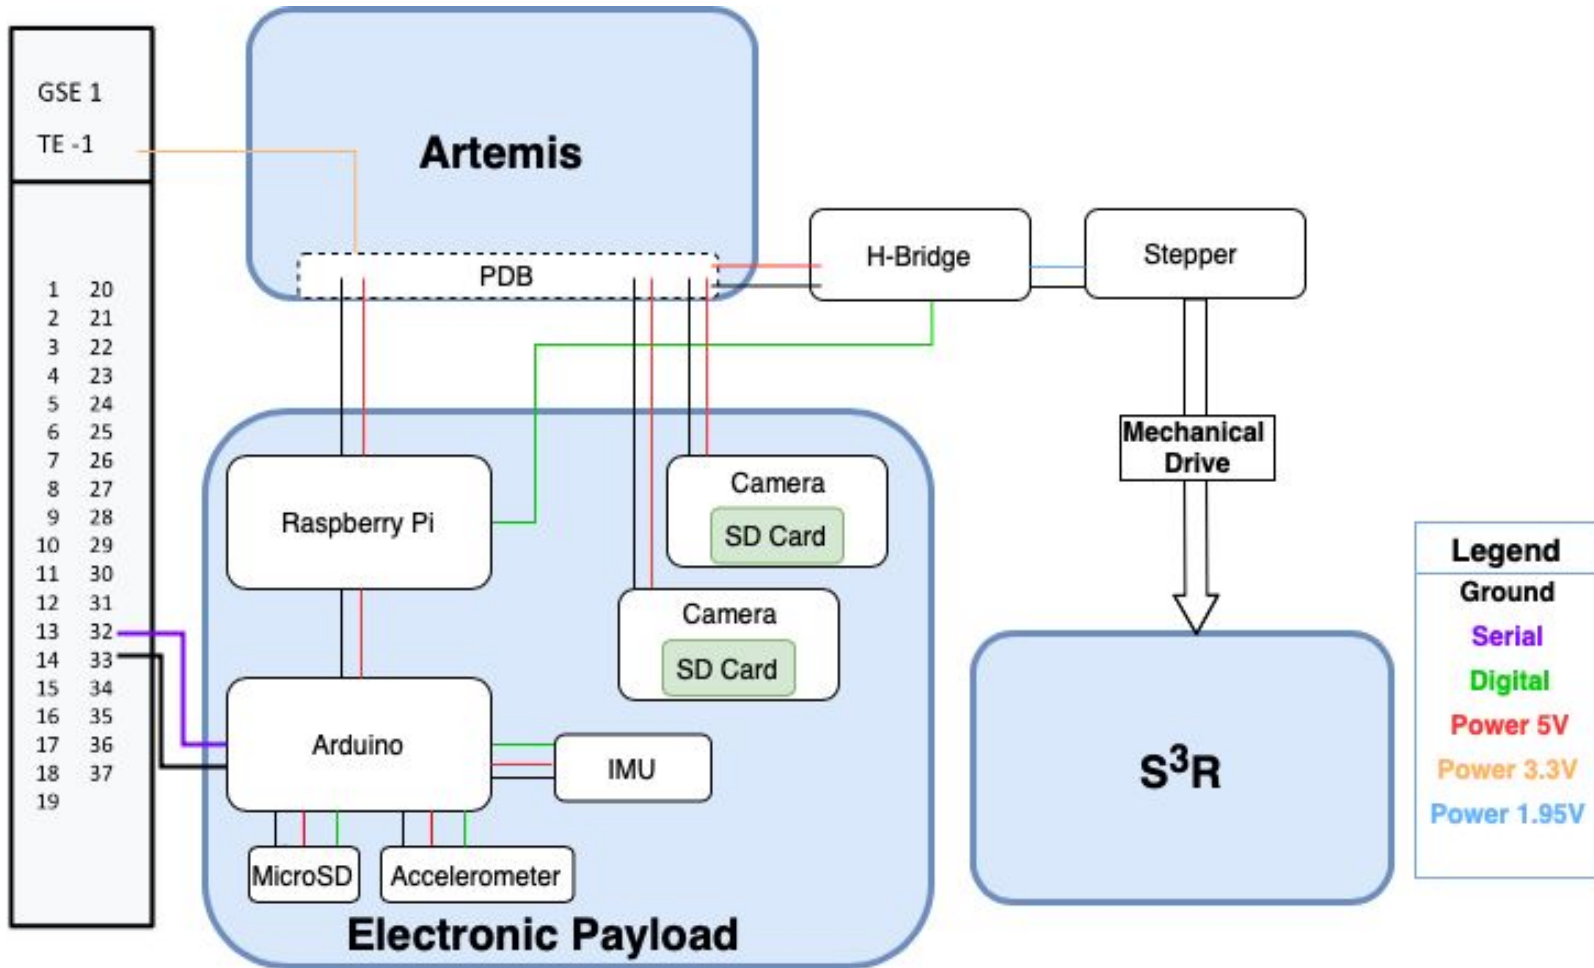 GSE 1
TE -1
1 20
2 21
3 22
4 23
5 24
6 25
7 26
8 27
9 28
10 29
11 30
12 31
13 32
14 33
15 34
16 35
17 36
18 37
19
Artemis
PDB
H-Bridge
Stepper
Mechanical
Drive
Raspberry Pi
Camera
SD Card
Camera
SD Card
Arduino
IMU
MicroSD
Accelerometer
Electronic Payload
S³R
Legend
Ground
Serial
Digital
Power 5V
Power 3.3V
Power 1.95V